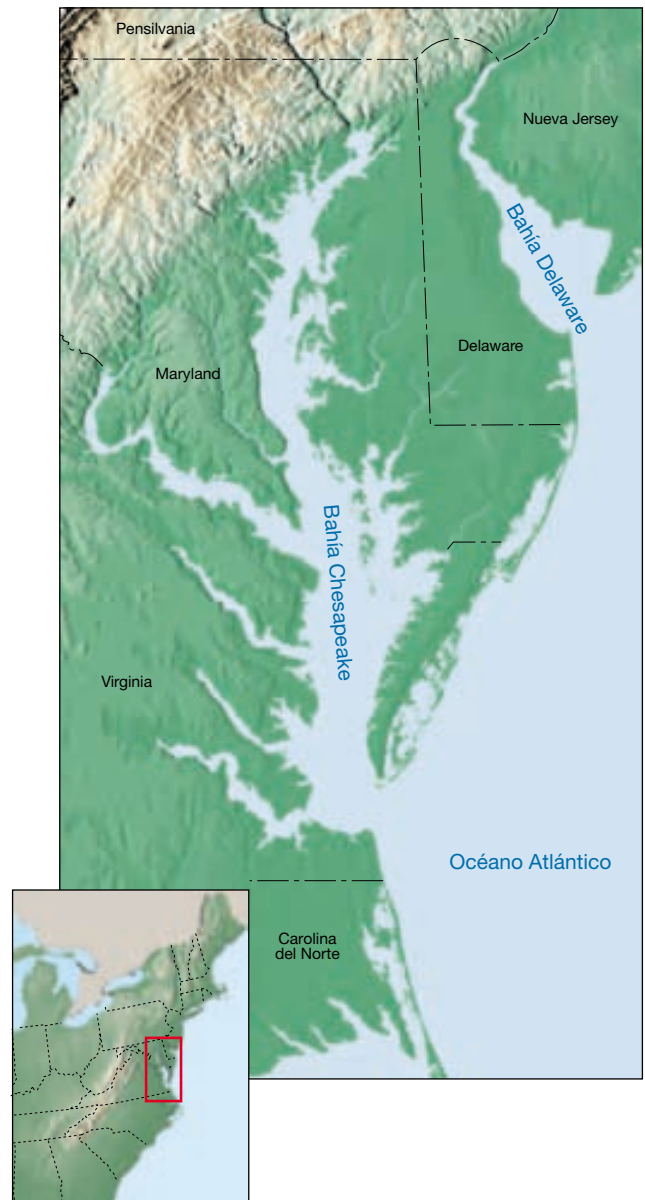 Pensilvania
Nueva Jersey
Bahía Delaware
Delaware
Maryland
Bahía Chesapeake
Virginia
Océano Atlántico
Carolina
del Norte